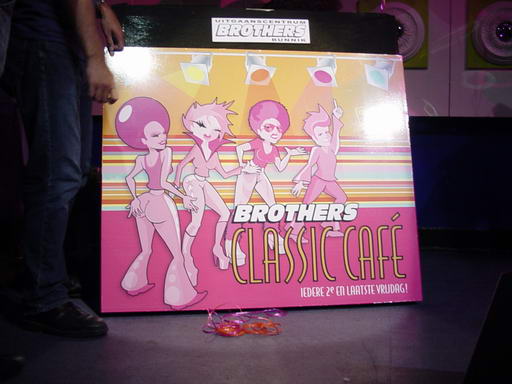 UITGAANSCENTRUM
BROTHERS
BUNNIK
BROTHERS
CLASSIC CAFÉ
IEDERE 2e EN LAATSTE VRIJDAG!